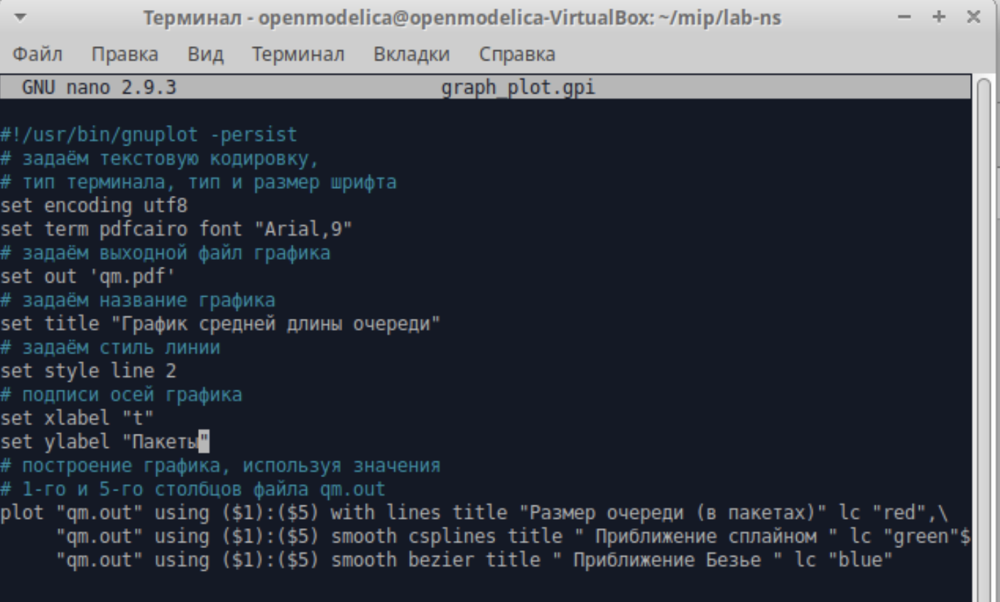 Терминал - openmodelica@openmodelica-VirtualBox: ~/mip/lab-ns
Файл Правка Вид Терминал Вкладки Справка
GNU nano 2.9.3 graph_plot.gpi
#!/usr/bin/gnuplot -persist
# задаём текстовую кодировку,
# тип терминала, тип и размер шрифта
set encoding utf8
set term pdfcairo font "Arial,9"
# задаём выходной файл графика
set out 'qm.pdf'
# задаём название графика
set title "График средней длины очереди"
# задаём стиль линии
set style line 2
# подписи осей графика
set xlabel "t"
set ylabel "Пакеты"
# построение графика, используя значения
# 1-го и 5-го столбцов файла qm.out
plot "qm.out" using ($1):($5) with lines title "Размер очереди (в пакетах)" lc "red",\
"qm.out" using ($1):($5) smooth csplines title " Приближение сплайном " lc "green"$
"qm.out" using ($1):($5) smooth bezier title " Приближение Безье " lc "blue"